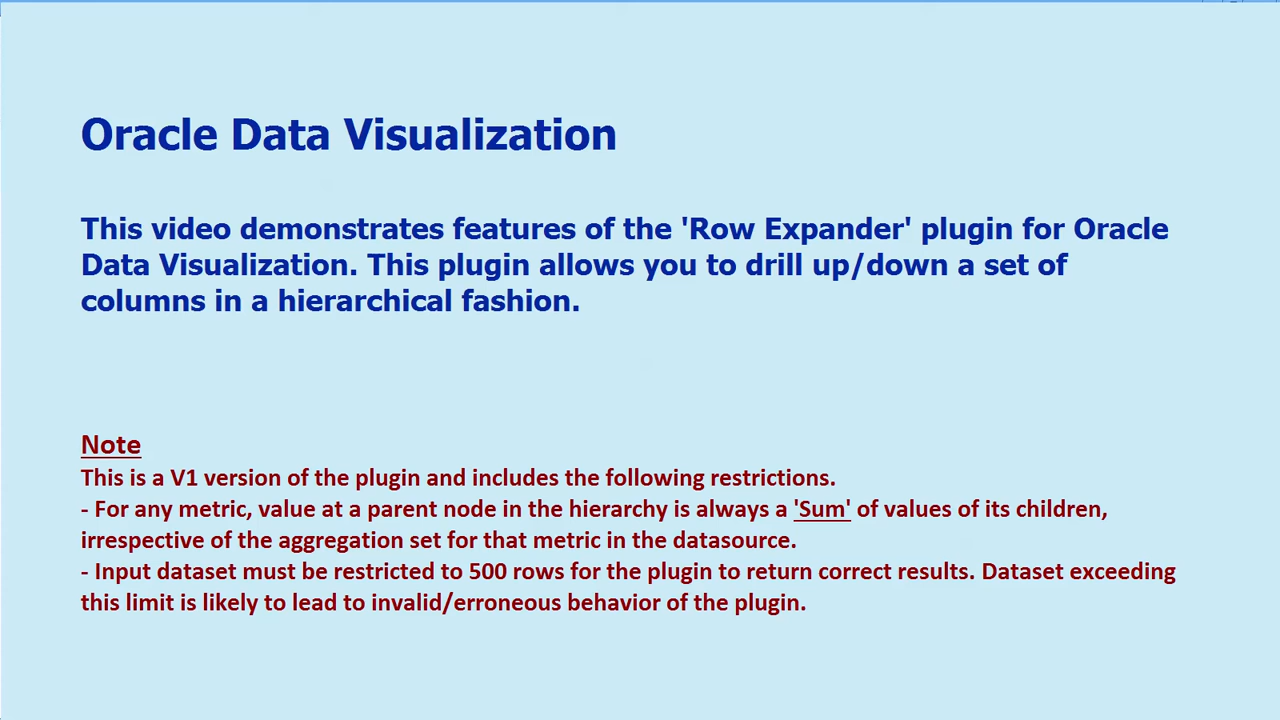 Oracle Data Visualization
This video demonstrates features of the 'Row Expander' plugin for Oracle
Data Visualization. This plugin allows you to drill up/down a set of
columns in a hierarchical fashion.
Note
This is a V1 version of the plugin and includes the following restrictions.
- For any metric, value at a parent node in the hierarchy is always a 'Sum' of values of its children,
irrespective of the aggregation set for that metric in the datasource.
- Input dataset must be restricted to 500 rows for the plugin to return correct results. Dataset exceeding
this limit is likely to lead to invalid/erroneous behavior of the plugin.